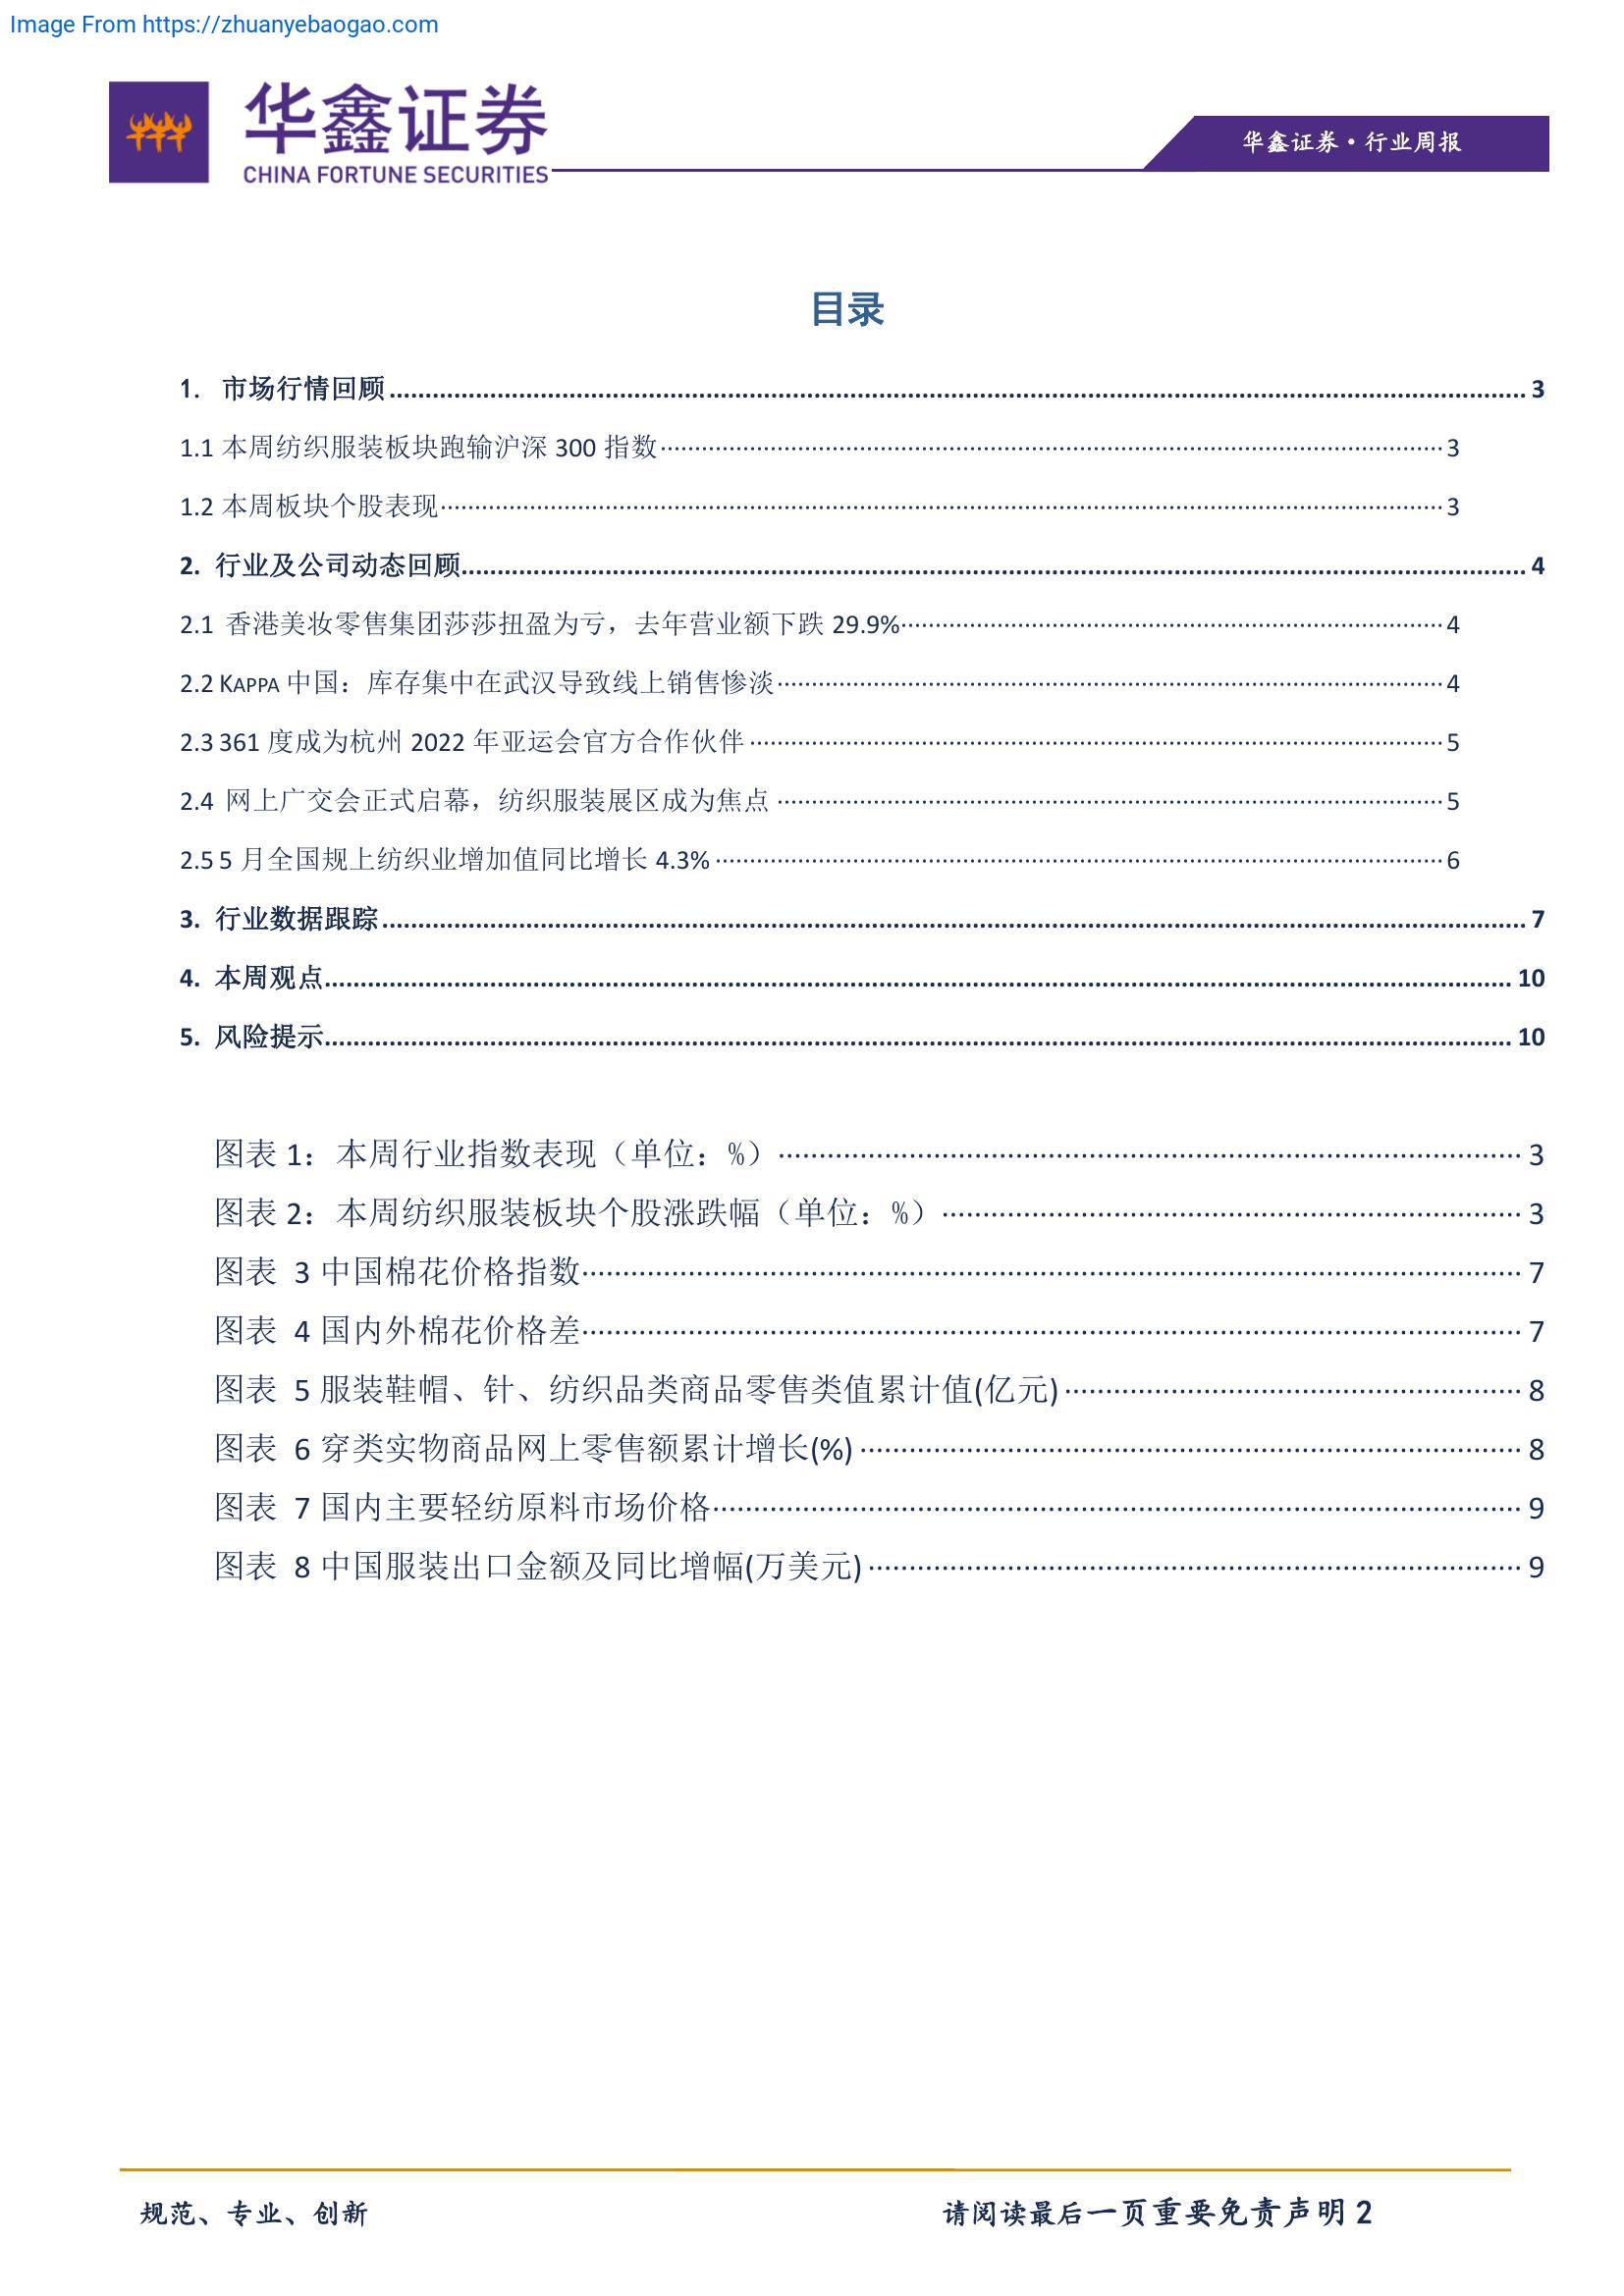 Image From https://zhuanyebaogao.com
华鑫证券
CHINA FORTUNE SECURITIES
华鑫证券·行业周报
目录
1. 市场行情回顾 3
1.1 本周纺织服装板块跑输沪深 300 指数 3
1.2 本周板块个股表现 3
2. 行业及公司动态回顾 4
2.1 香港美妆零售集团莎莎扭盈为亏，去年营业额下跌 29.9% 4
2.2 Kappa 中国：库存集中在武汉导致线上销售惨淡 4
2.3 361 度成为杭州 2022 年亚运会官方合作伙伴 5
2.4 网上广交会正式启幕，纺织服装展区成为焦点 5
2.5 5 月全国规上纺织业增加值同比增长 4.3% 6
3. 行业数据跟踪 7
4. 本周观点 10
5. 风险提示 10
图表 1：本周行业指数表现（单位：%） 3
图表 2：本周纺织服装板块个股涨跌幅（单位：%） 3
图表 3 中国棉花价格指数 7
图表 4 国内外棉花价格差 7
图表 5 服装鞋帽、针、纺织品类商品零售类值累计值(亿元) 8
图表 6 穿类实物商品网上零售额累计增长(%) 8
图表 7 国内主要轻纺原料市场价格 9
图表 8 中国服装出口金额及同比增幅(万美元) 9
规范、专业、创新
请阅读最后一页重要免责声明 2